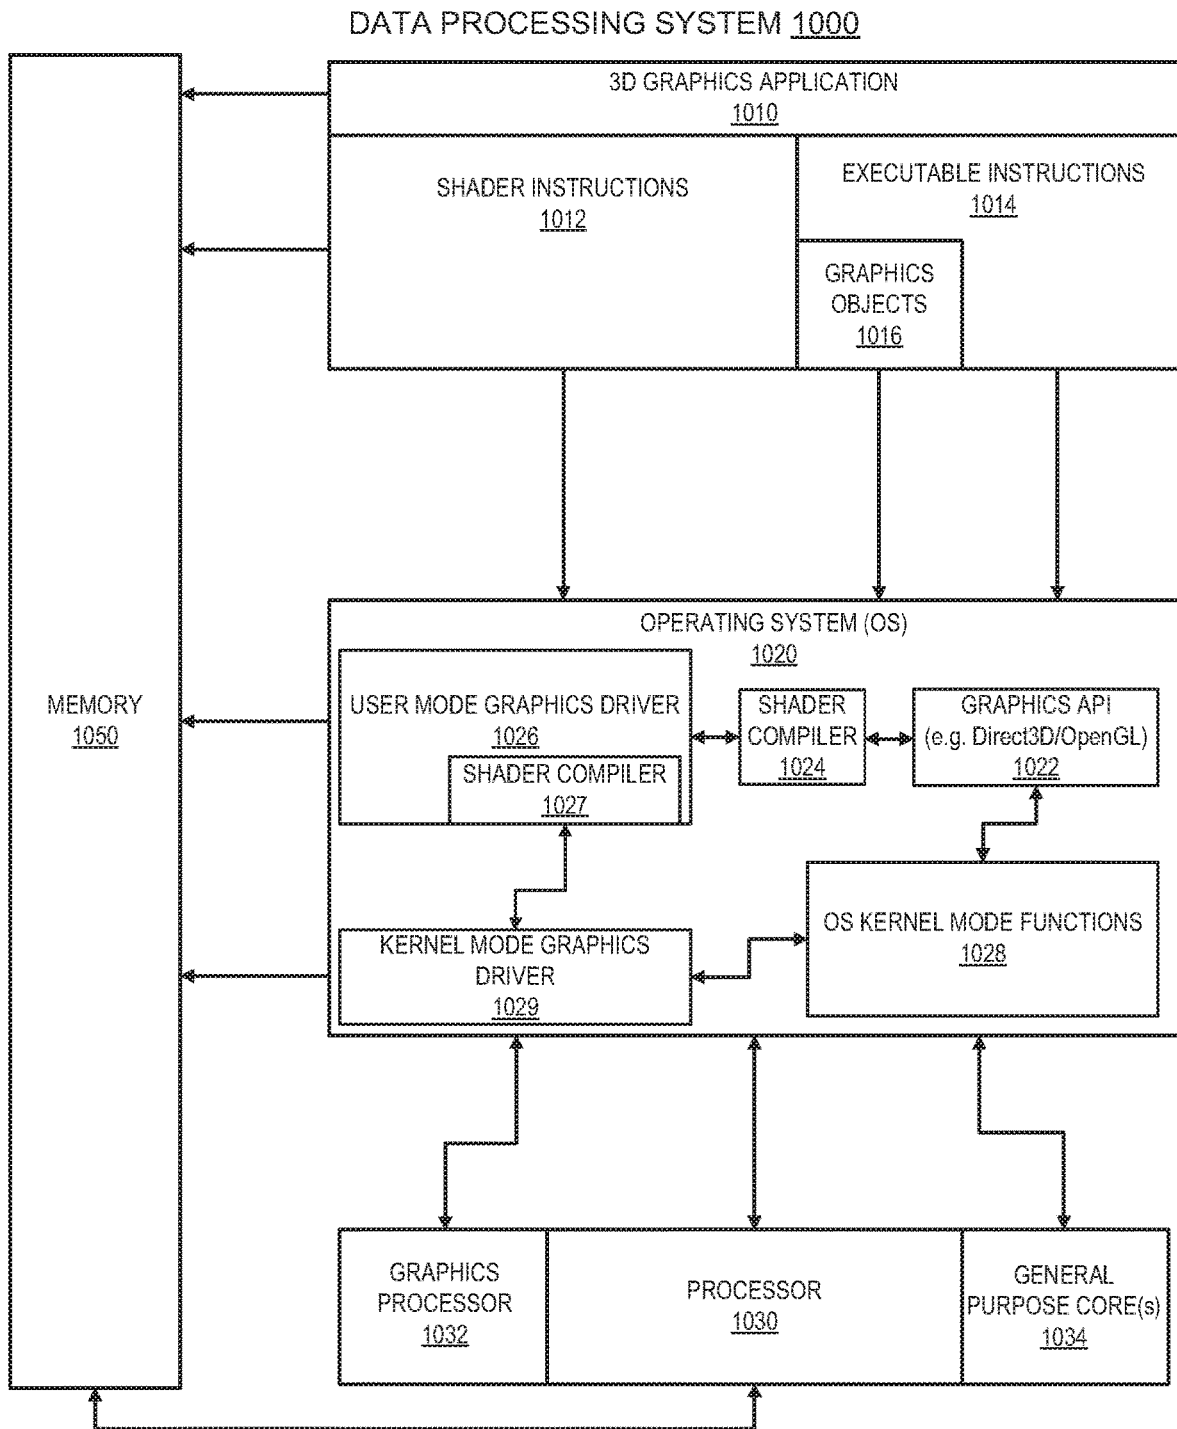 DATA PROCESSING SYSTEM 1000
3D GRAPHICS APPLICATION
1010
SHADER INSTRUCTIONS
1012
EXECUTABLE INSTRUCTIONS
1014
GRAPHICS
OBJECTS
1016
OPERATING SYSTEM (OS)
1020
MEMORY
1050
USER MODE GRAPHICS DRIVER
1026
SHADER COMPILER
1027
SHADER
COMPILER
1024
GRAPHICS API
(e.g. Direct3D/OpenGL)
1022
KERNEL MODE GRAPHICS
DRIVER
1029
OS KERNEL MODE FUNCTIONS
1028
GRAPHICS
PROCESSOR
1032
PROCESSOR
1030
GENERAL
PURPOSE CORE(s)
1034